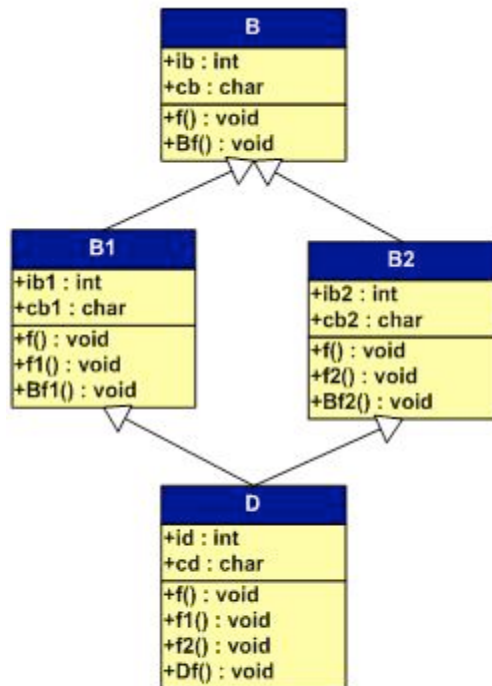 B
+ib : int
+cb : char
+f() : void
+Bf() : void
B1
+ib1 : int
+cb1 : char
+f() : void
+f1() : void
+Bf1() : void
B2
+ib2 : int
+cb2 : char
+f() : void
+f2() : void
+Bf2() : void
D
+id : int
+cd : char
+f() : void
+f1() : void
+f2() : void
+Df() : void